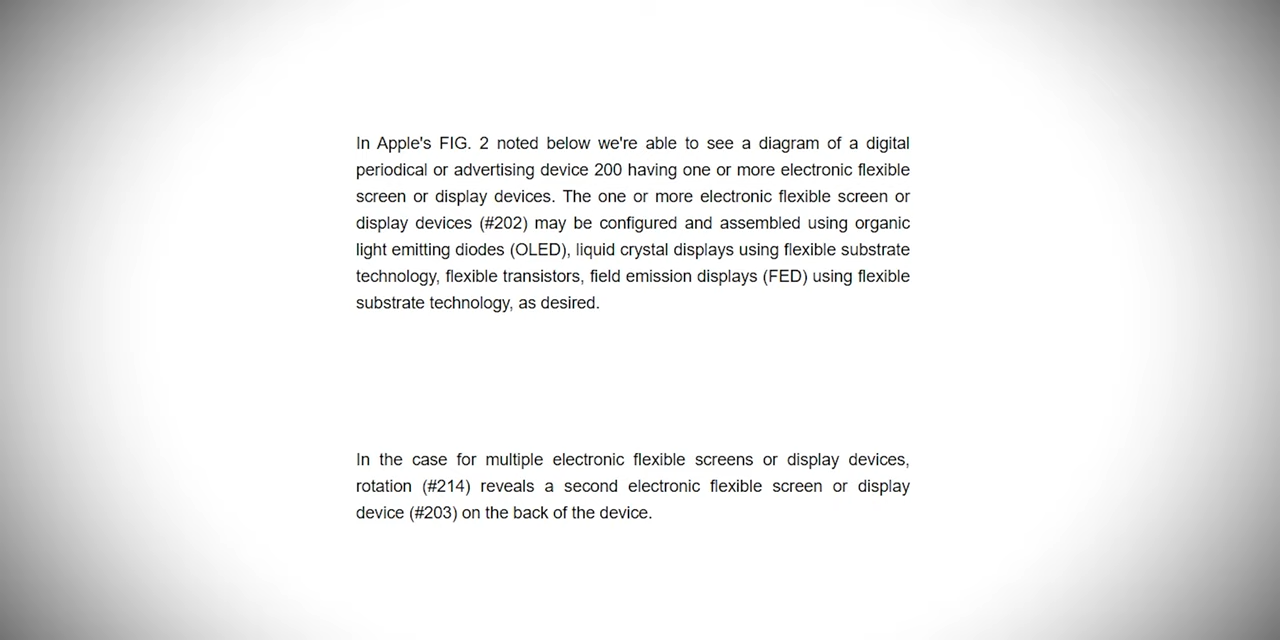 In Apple's FIG. 2 noted below we're able to see a diagram of a digital
periodical or advertising device 200 having one or more electronic flexible
screen or display devices. The one or more electronic flexible screen or
display devices (#202) may be configured and assembled using organic
light emitting diodes (OLED), liquid crystal displays using flexible substrate
technology, flexible transistors, field emission displays (FED) using flexible
substrate technology, as desired.
In the case for multiple electronic flexible screens or display devices,
rotation (#214) reveals a second electronic flexible screen or display
device (#203) on the back of the device.